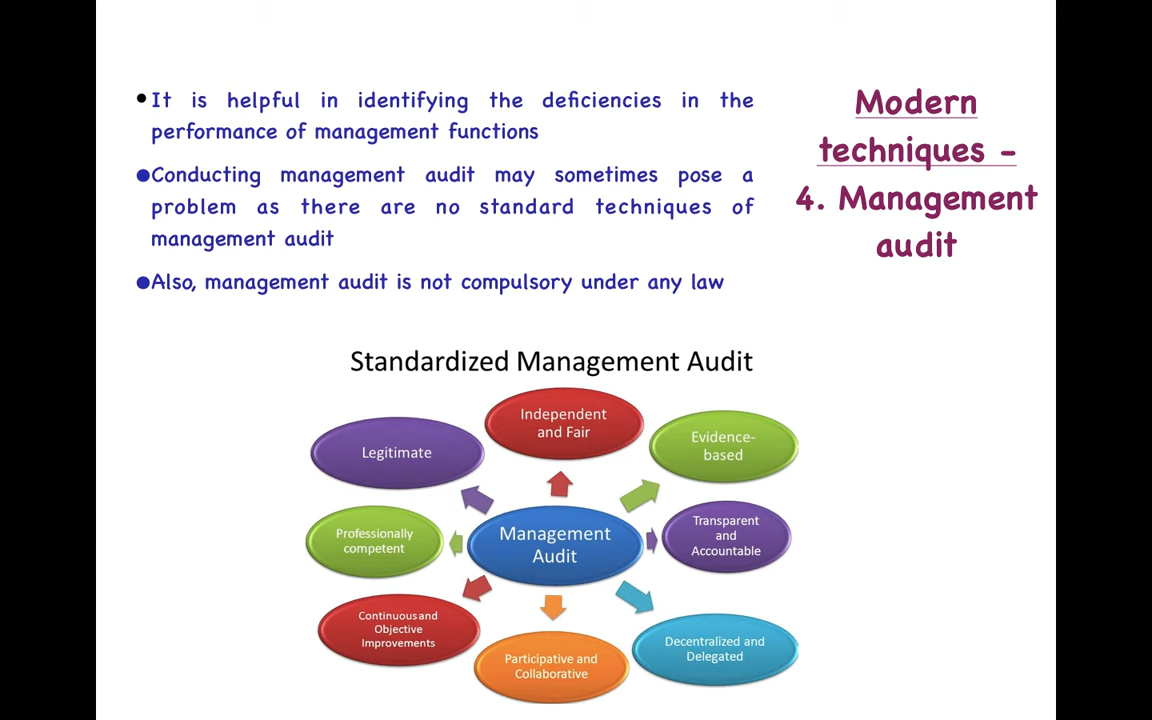 •It is helpful in identifying the deficiencies in the
performance of management functions
●Conducting management audit may sometimes pose a
problem as there are no standard techniques of
management audit
●Also, management audit is not compulsory under any law
Modern
techniques -
4. Management
audit
Standardized Management Audit
Independent
and Fair
Evidence-
based
Transparent
and
Accountable
Decentralized and
Delegated
Participative and
Collaborative
Continuous and
Objective
Improvements
Professionally
competent
Legitimate
Management
Audit